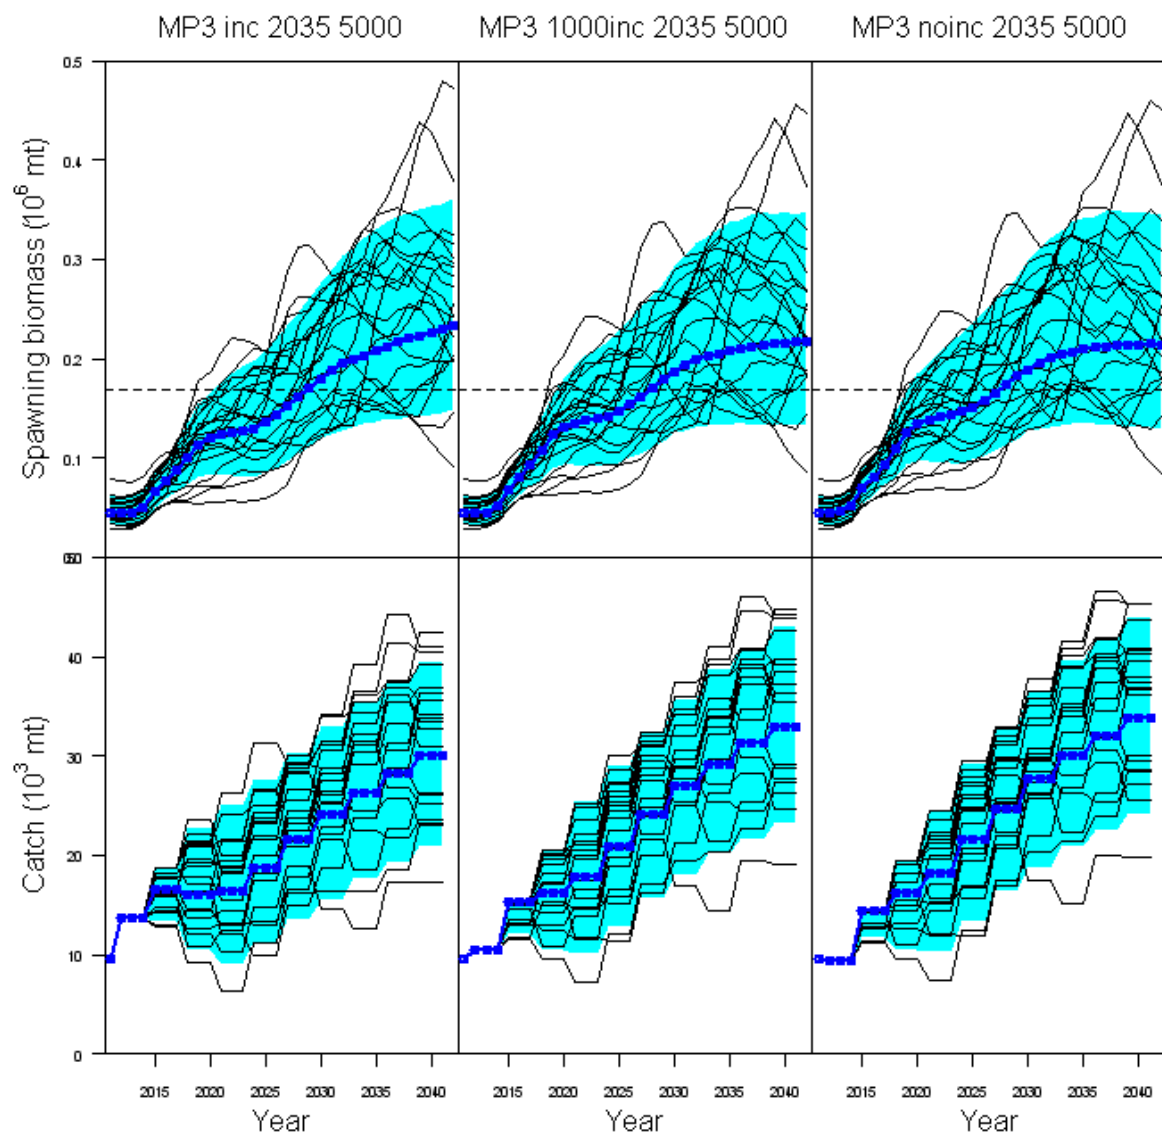 MP3 inc 2035 5000 MP3 1000inc 2035 5000 MP3 noinc 2035 5000
Spawning biomass (10⁶ mt)
0.5
0.4
0.3
0.2
0.1
Catch (10³ mt)
40
30
20
10
0
2015 2020 2025 2030 2035 2040 2015 2020 2025 2030 2035 2040 2015 2020 2025 2030 2035 2040
Year Year Year